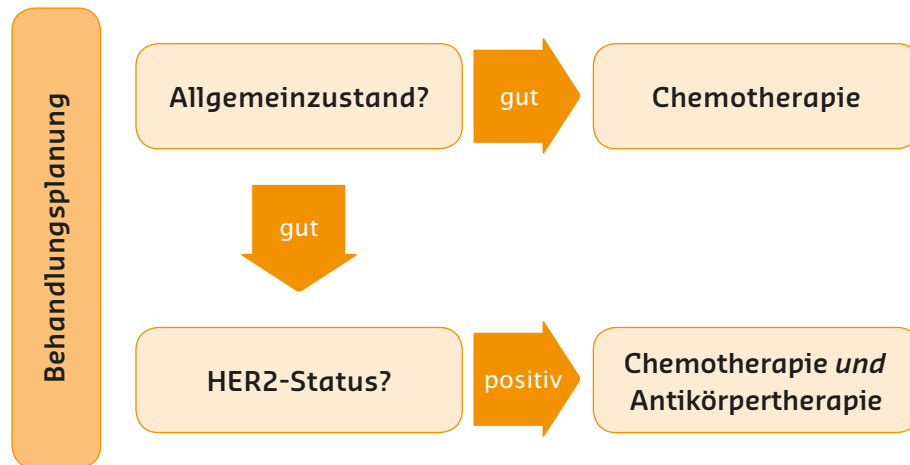 Behandlungsplanung
Allgemeinzustand?
gut
Chemotherapie
gut
HER2-Status?
positiv
Chemotherapie und
Antikörpertherapie